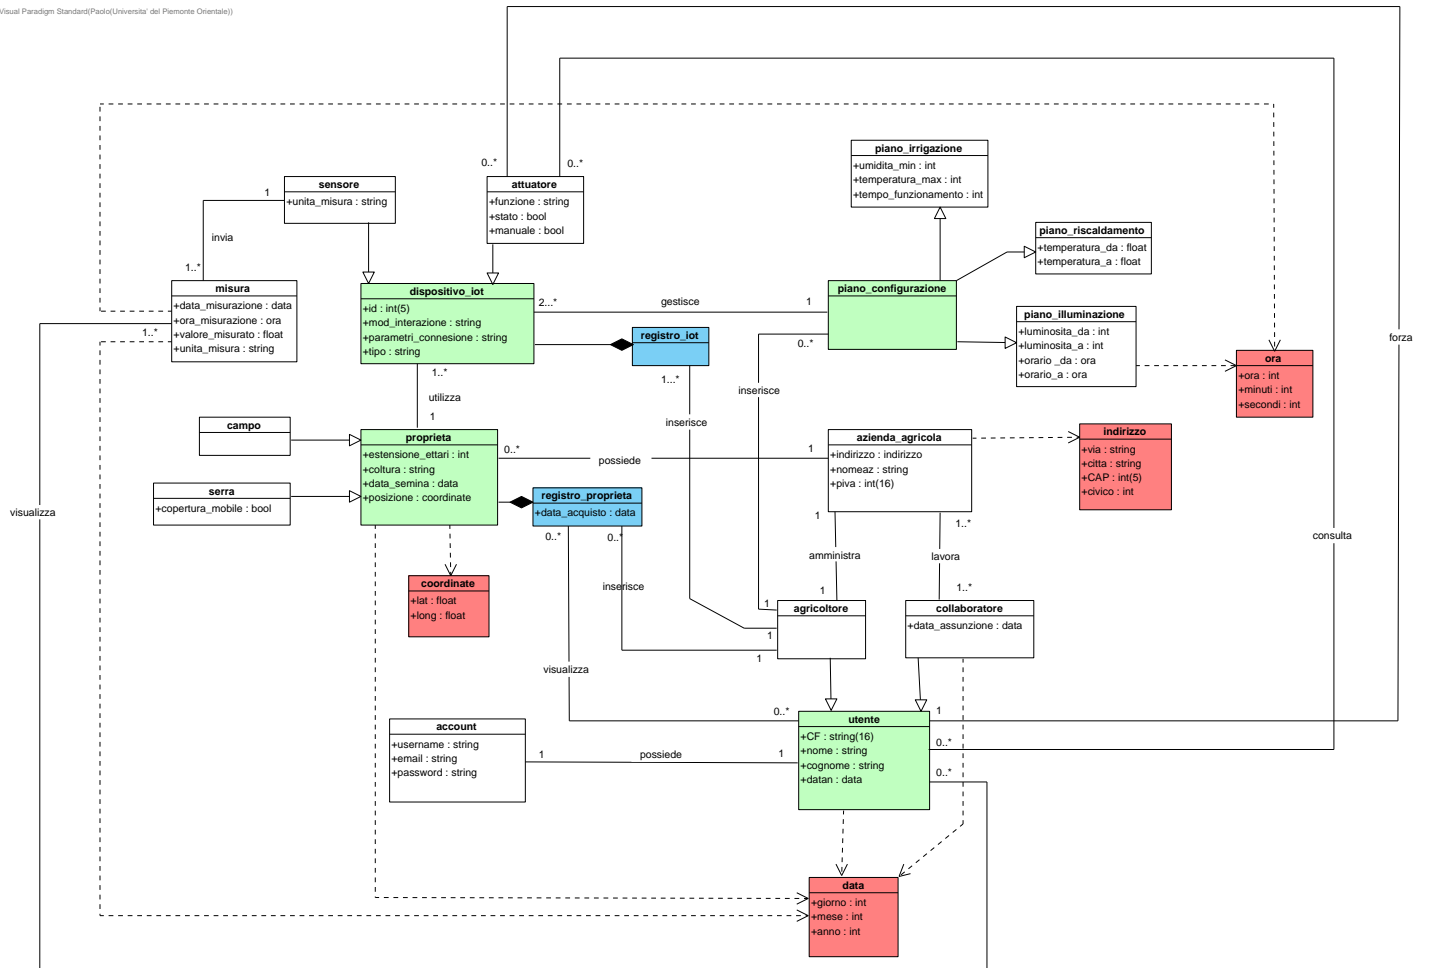 Visual Paradigm Standard(Paolo(Universita' del Piemonte Orientale))
0..*
0..*
piano_irrigazione
+umidita_min : int
+temperatura_max : int
+tempo_funzionamento : int
sensore
+unita_misura : string
attuatore
+funzione : string
+stato : bool
+manuale : bool
1
invia
1..*
piano_riscaldamento
+temperatura_da : float
+temperatura_a : float
misura
+data_misurazione : data
+ora_misurazione : ora
+valore_misurato : float
+unita_misura : string
1..*
dispositivo_iot
+id : int(5)
+mod_interazione : string
+parametri_connesione : string
+tipo : string
2...*
gestisce
1
piano_configurazione
0..*
piano_illuminazione
+luminosita_da : int
+luminosita_a : int
+orario _da : ora
+orario_a : ora
registro_iot
1...*
forza
ora
+ora : int
+minuti : int
+secondi : int
1..*
utilizza
1
inserisce
inserisce
campo
proprieta
+estensione_ettari : int
+coltura : string
+data_semina : data
+posizione : coordinate
0..*
possiede
1
azienda_agricola
+indirizzo : indirizzo
+nomeaz : string
+piva : int(16)
indirizzo
+via : string
+citta : string
+CAP : int(5)
+civico : int
serra
+copertura_mobile : bool
registro_proprieta
+data_acquisto : data
visualizza
0..*
0..*
1
1..*
consulta
amministra
lavora
coordinate
+lat : float
+long : float
inserisce
1
1..*
1
agricoltore
1
1
collaboratore
+data_assunzione : data
visualizza
0..*
utente
+CF : string(16)
+nome : string
+cognome : string
+datan : data
1
0..*
0..*
account
+username : string
+email : string
+password : string
1
possiede
1
data
+giorno : int
+mese : int
+anno : int